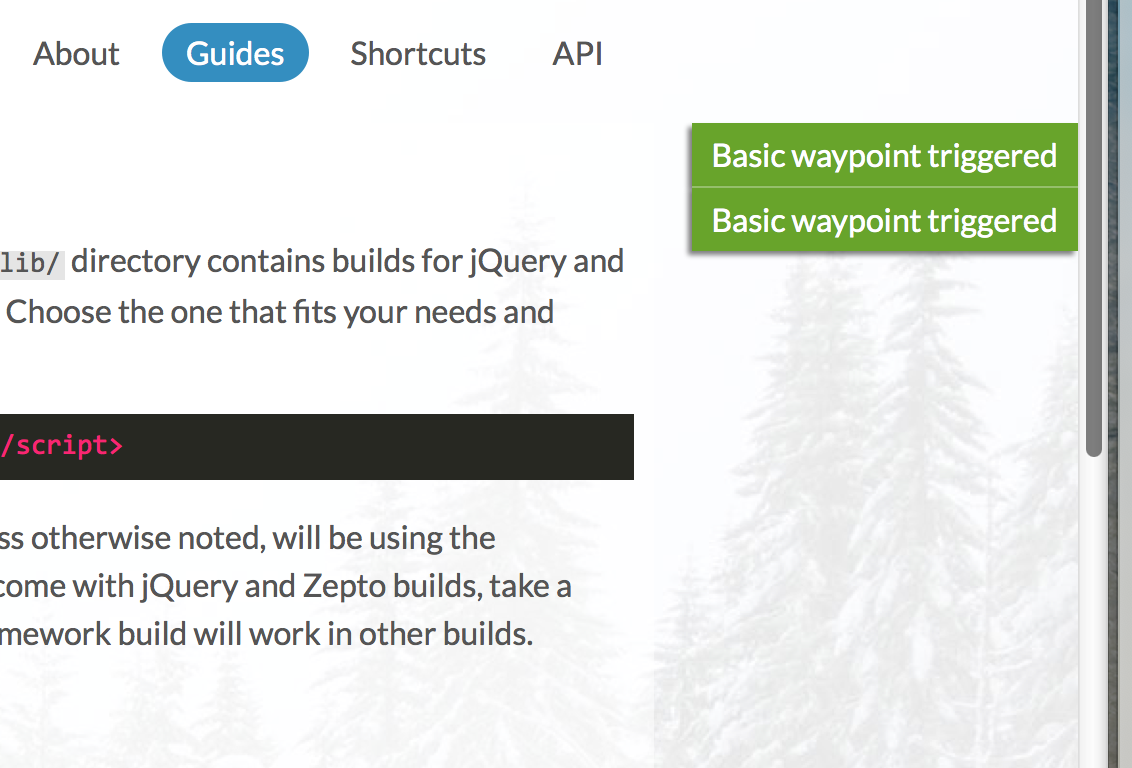 About Guides Shortcuts API
Basic waypoint triggered
Basic waypoint triggered
lib/ directory contains builds for jQuery and
Choose the one that fits your needs and
/script>
ss otherwise noted, will be using the
come with jQuery and Zepto builds, take a
mework build will work in other builds.